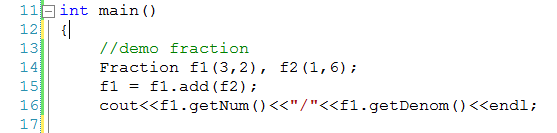 11 int main()
12 {
13 //demo fraction
14 Fraction f1(3,2), f2(1,6);
15 f1 = f1.add(f2);
16 cout<<f1.getNum()<<"/"<<f1.getDenom()<<endl;
17